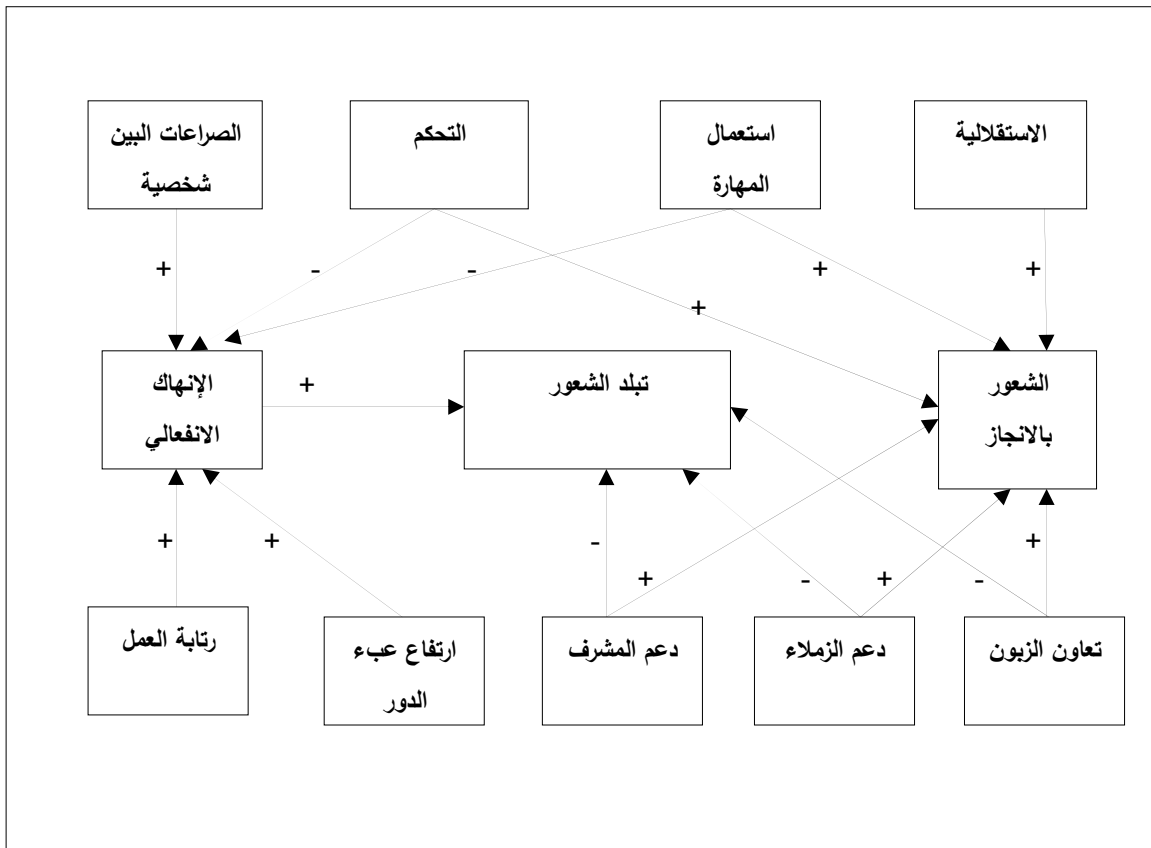 الصراعات البين
شخصية
التحكم
استعمال
المهارة
الاستقلالية
+
-
-
+
+
+
الإنهاك
الانفعالي
+
تبلد الشعور
الشعور
بالانجاز
+
+
-
+
-
+
-
+
رتابة العمل
ارتفاع عبء
الدور
دعم المشرف
دعم الزملاء
تعاون الزبون